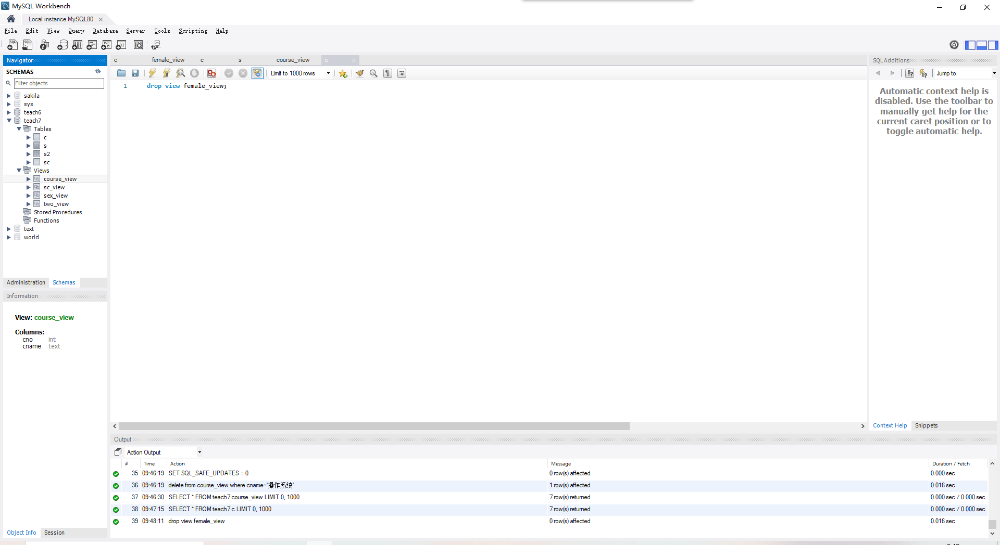 MySQL Workbench
Local instance MySQL80
File Edit View Query Database Server Tools Scripting Help
Navigator
SCHEMAS
Filter objects
sakila
sys
teach6
teach7
Tables
c
s
s2
sc
Views
course_view
sc_view
sex_view
two_view
Stored Procedures
Functions
text
world
Administration Schemas
Information
View: course_view
Columns:
cno int
cname text
Object Info Session
c female_view c s course_view c
Limit to 1000 rows
1 drop view female_view;
SQLAdditions
Jump to
Automatic context help is
disabled. Use the toolbar to
manually get help for the
current caret position or to
toggle automatic help.
Context Help Snippets
Output
Action Output
# Time Action Message Duration / Fetch
35 09:46:19 SET SQL_SAFE_UPDATES = 0 0 row(s) affected 0.000 sec
36 09:46:19 delete from course_view where cname='操作系统' 1 row(s) affected 0.016 sec
37 09:46:30 SELECT * FROM teach7.course_view LIMIT 0, 1000 7 row(s) returned 0.000 sec / 0.000 sec
38 09:47:15 SELECT * FROM teach7.c LIMIT 0, 1000 7 row(s) returned 0.000 sec / 0.000 sec
39 09:48:11 drop view female_view 0 row(s) affected 0.016 sec